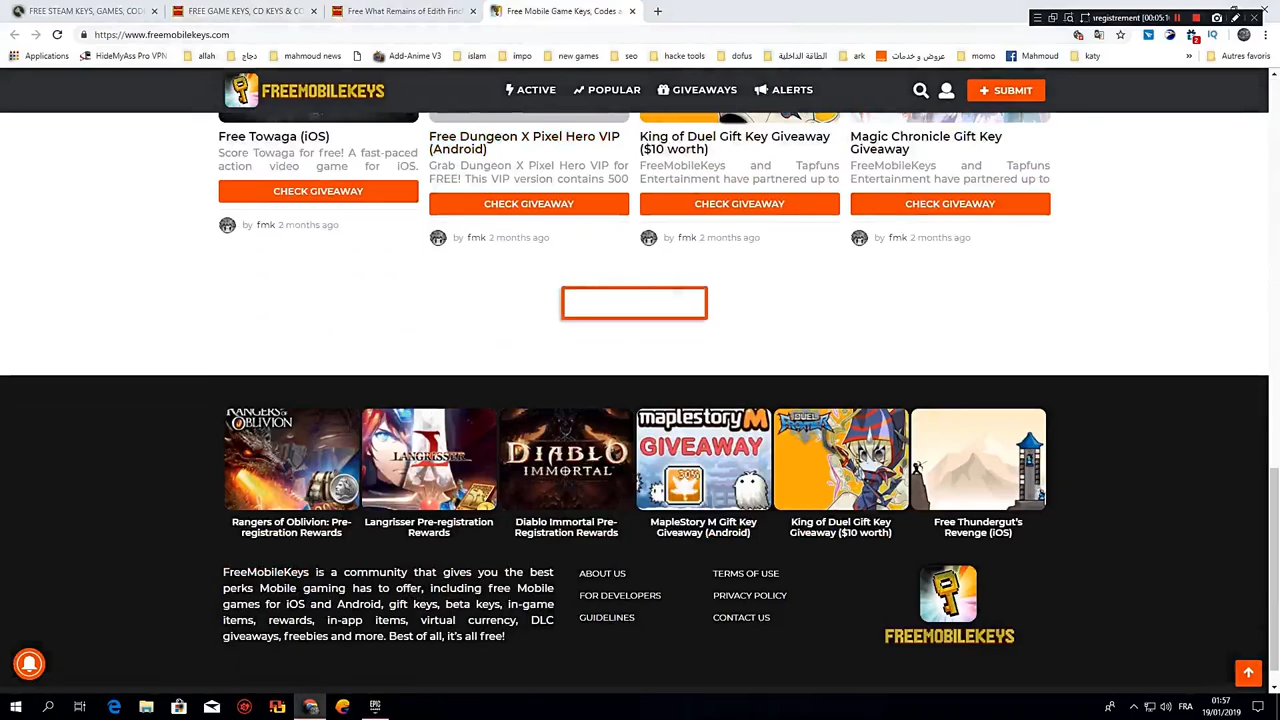 FREE STEAM KEYS, GAMES, CODE
FREE GAME KEYS, CD KEYS & CO
Free What Remains of Edith Finch
Free Mobile Game Keys, Codes a
https://www.freemobilekeys.com
Applications
HideMyAss Pro VPN
allah
دجاج
mahmoud news
Add-Anime V3
islam
impo
new games
seo
hacke tools
dofus
الطاقة الداخلية
ark
عروض و خدمات
momo
Mahmoud
katy
Autres favoris
FREEMOBILEKEYS
ACTIVE
POPULAR
GIVEAWAYS
ALERTS
SUBMIT
Free Towaga (iOS)
Score Towaga for free! A fast-paced
action video game for iOS.
CHECK GIVEAWAY
by fmk 2 months ago
Free Dungeon X Pixel Hero VIP
(Android)
Grab Dungeon X Pixel Hero VIP for
FREE! This VIP version contains 500
CHECK GIVEAWAY
by fmk 2 months ago
King of Duel Gift Key Giveaway
($10 worth)
FreeMobileKeys and Tapfuns
Entertainment have partnered up to
CHECK GIVEAWAY
by fmk 2 months ago
Magic Chronicle Gift Key
Giveaway
FreeMobileKeys and Tapfuns
Entertainment have partnered up to
CHECK GIVEAWAY
by fmk 2 months ago
RANGERS OF
OBLIVION
LANGRISSER
DIABLO
IMMORTAL
MAPLESTORY M
GIVEAWAY
30%
Rangers of Oblivion: Pre-
registration Rewards
Langrisser Pre-registration
Rewards
Diablo Immortal Pre-
Registration Rewards
MapleStory M Gift Key
Giveaway (Android)
King of Duel Gift Key
Giveaway ($10 worth)
Free Thundergut's
Revenge (iOS)
FreeMobileKeys is a community that gives you the best
perks Mobile gaming has to offer, including free Mobile
games for iOS and Android, gift keys, beta keys, in-game
items, rewards, in-app items, virtual currency, DLC
giveaways, freebies and more. Best of all, it's all free!
ABOUT US
FOR DEVELOPERS
GUIDELINES
TERMS OF USE
PRIVACY POLICY
CONTACT US
FREEMOBILEKEYS
EPIC
FR
01:57
19/01/2019